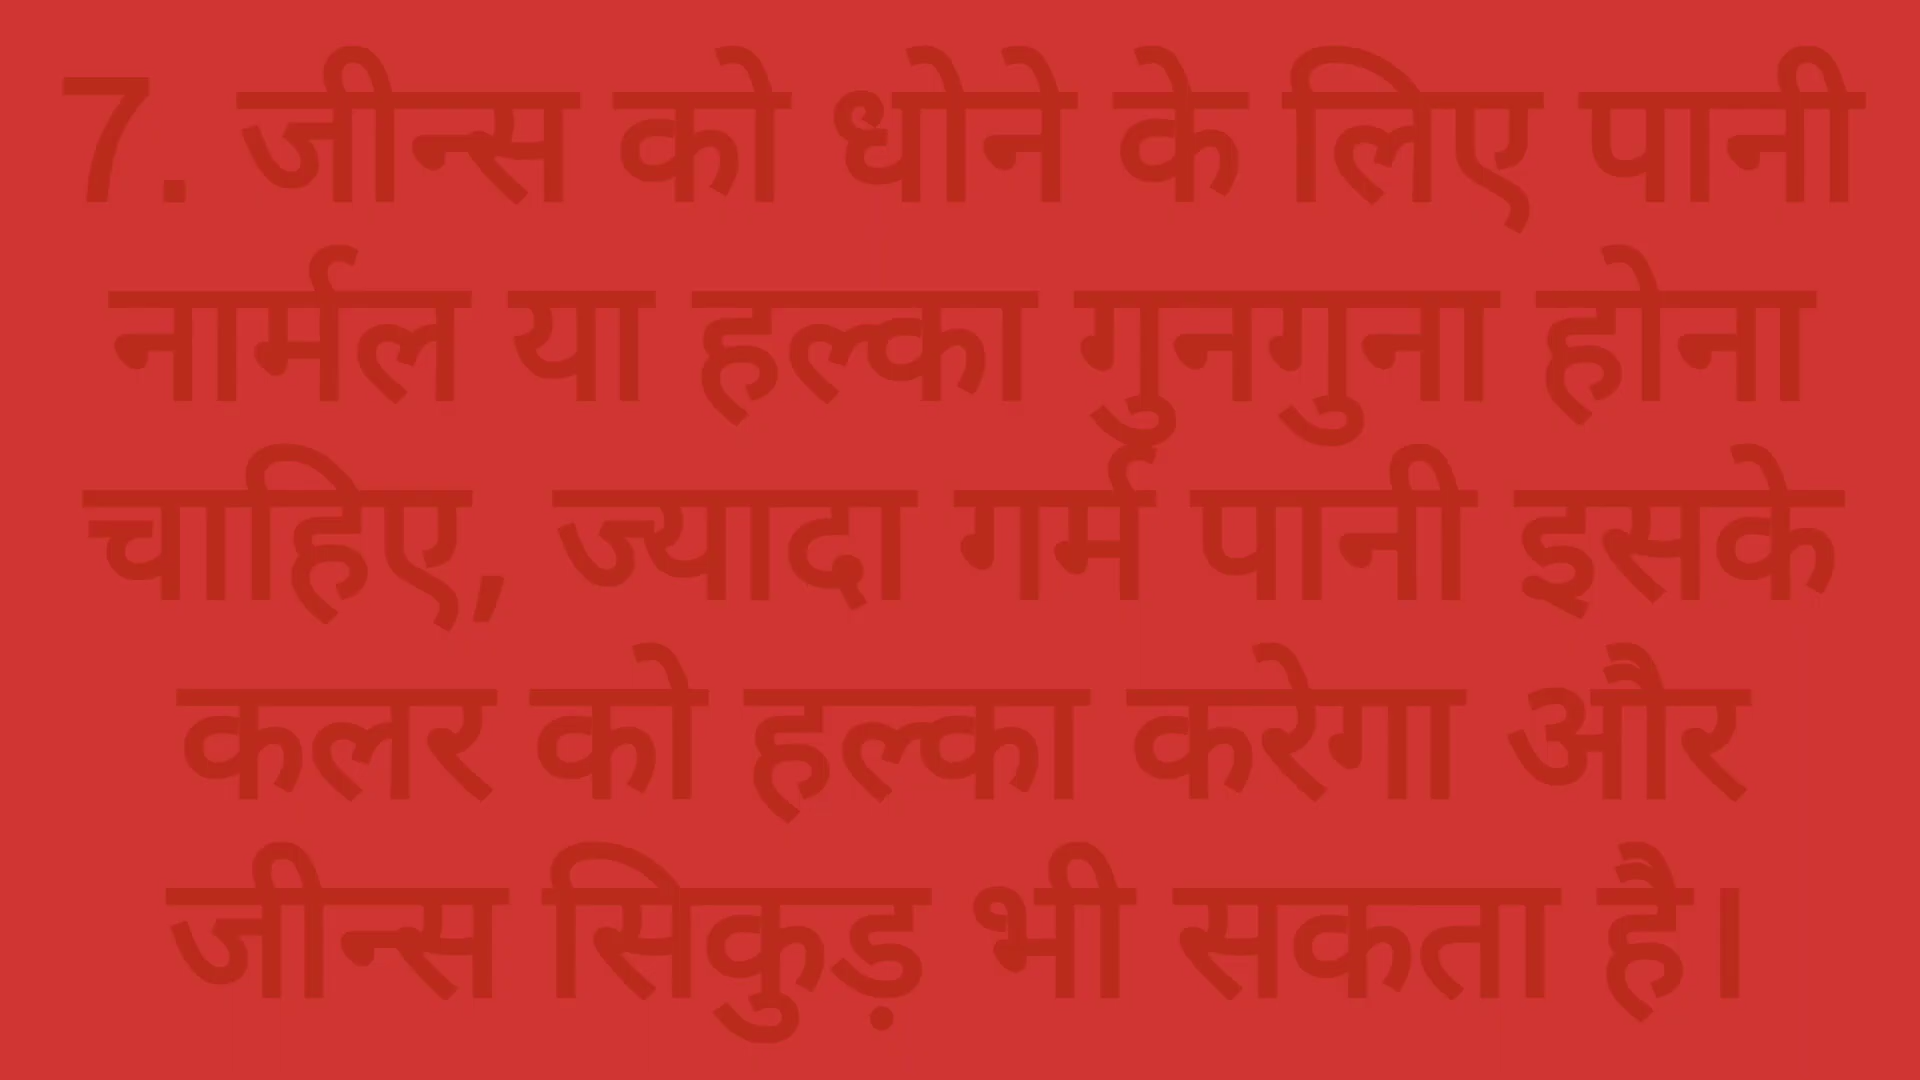 7. जीन्स को धोने के लिए पानी
नार्मल या हल्का गुनगुना होना
चाहिए, ज्यादा गर्म पानी इसके
कलर को हल्का करेगा और
जीन्स सिकुड़ भी सकता है।